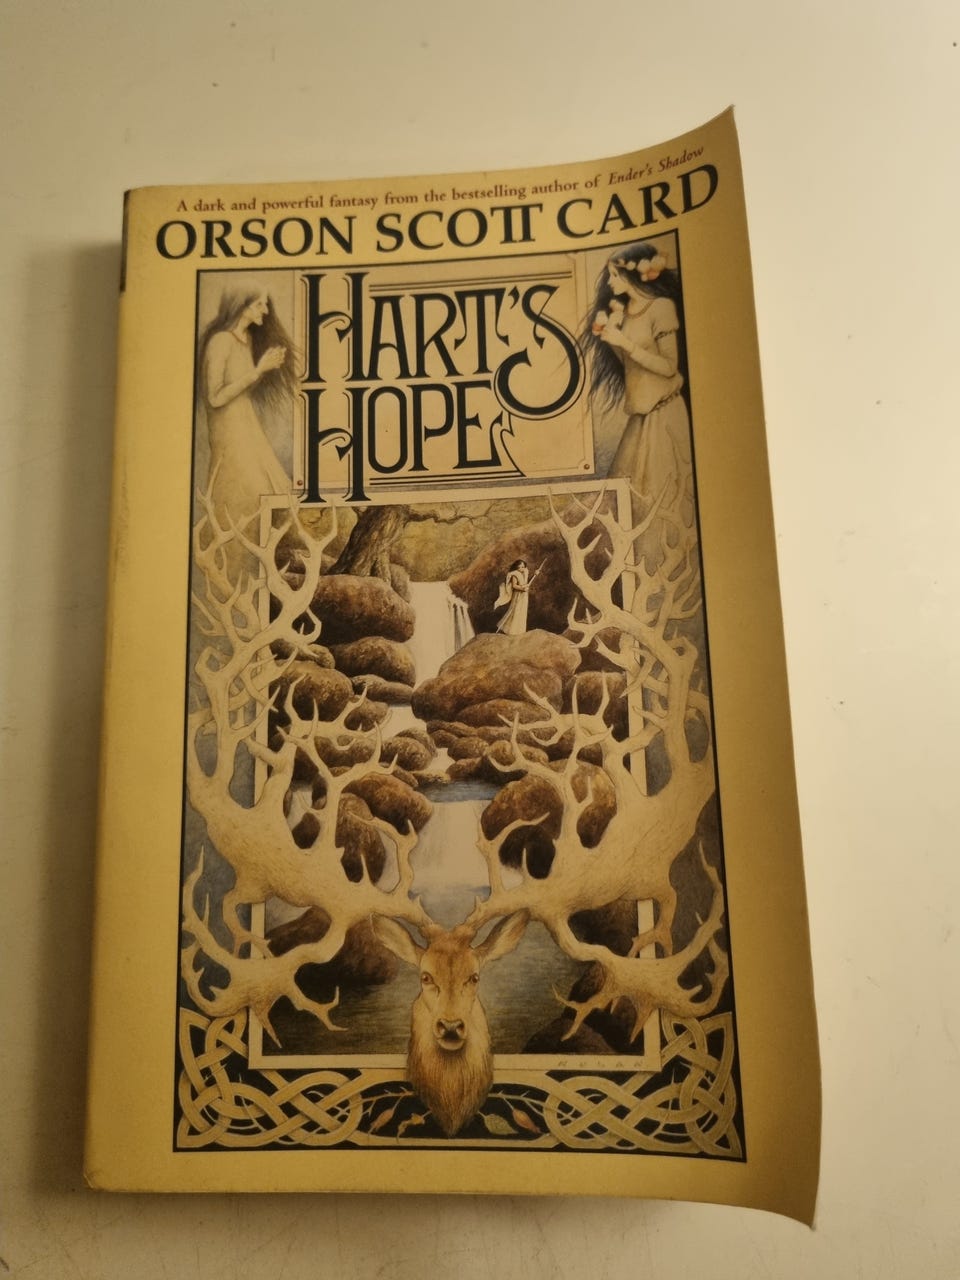 A dark and powerful fantasy from the bestselling author of Ender's Shadow
ORSON SCOTT CARD
HART'S
HOPE